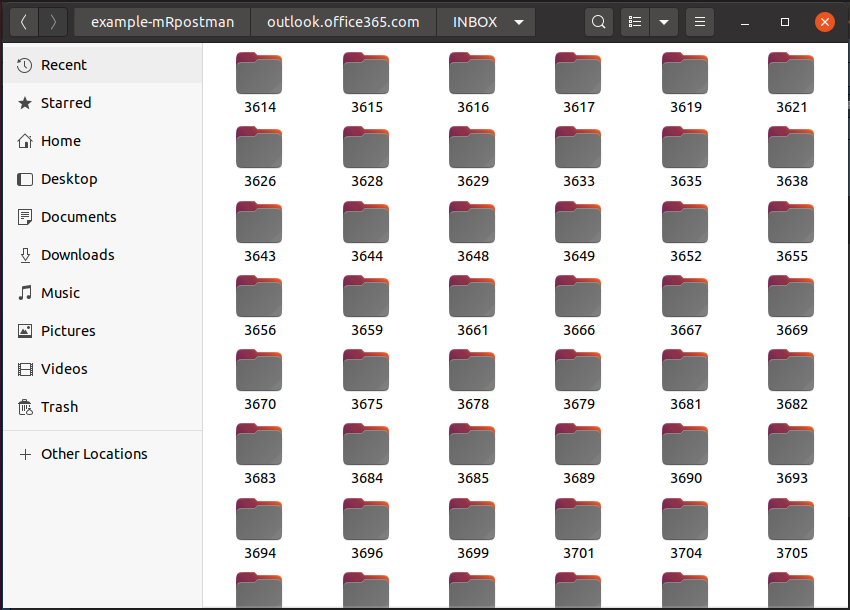 example-mRpostman outlook.office365.com INBOX
Recent
Starred
Home
Desktop
Documents
Downloads
Music
Pictures
Videos
Trash
Other Locations
3614 3615 3616 3617 3619 3621
3626 3628 3629 3633 3635 3638
3643 3644 3648 3649 3652 3655
3656 3659 3661 3666 3667 3669
3670 3675 3678 3679 3681 3682
3683 3684 3685 3689 3690 3693
3694 3696 3699 3701 3704 3705